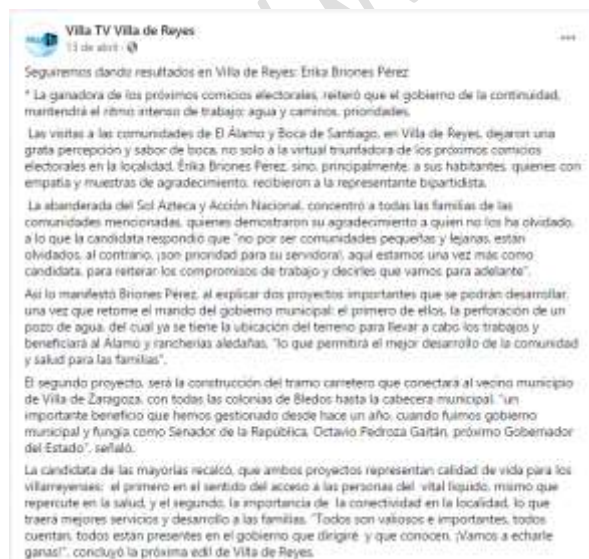 Villa TV Villa de Reyes
13 de abril ·
Seguiremos dando resultados en Villa de Reyes: Erika Briones Pérez
* La ganadora de los próximos comicios electorales, reiteró que el gobierno de la continuidad,
mantendrá el ritmo intenso de trabajo: agua y caminos, prioridades.
Las visitas a las comunidades de El Álamo y Boca de Santiago, en Villa de Reyes, dejaron una
grata percepción y sabor de boca, no solo a la virtual triunfadora de los próximos comicios
electorales en la localidad, Erika Briones Pérez, sino, principalmente, a sus habitantes, quienes con
empatía y muestras de agradecimiento, recibieron a la representante bipartidista.
La abanderada del Sol Azteca y Acción Nacional, concentró a todas las familias de las
comunidades mencionadas, quienes demostraron su agradecimiento a quien no los ha olvidado,
a lo que la candidata respondió que "no por ser comunidades pequeñas y lejanas, están
olvidados, al contrario, ¡son prioridad para su servidora!, aquí estamos una vez más como
candidata, para reiterar los compromisos de trabajo y decirles que vamos para adelante".
Así lo manifestó Briones Pérez, al explicar dos proyectos importantes que se podrán desarrollar,
una vez que retome el mando del gobierno municipal: el primero de ellos, la perforación de un
pozo de agua, del cual ya se tiene la ubicación del terreno para llevar a cabo los trabajos y
beneficiará al Álamo y rancherías aledañas, "lo que permitirá el mejor desarrollo de la comunidad
y salud para las familias".
El segundo proyecto, será la construcción del tramo carretero que conectará al vecino municipio
de Villa de Zaragoza, con todas las colonias de Bledos hasta la cabecera municipal, "un
importante beneficio que hemos gestionado desde hace un año, cuando fuimos gobierno
municipal y fungía como Senador de la República, Octavio Pedroza Gaitán, próximo Gobernador
del Estado", señaló.
La candidata de las mayorías recalcó, que ambos proyectos representan calidad de vida para los
villarreyenses: el primero en el sentido del acceso a las personas del vital líquido, mismo que
repercute en la salud, y el segundo, la importancia de la conectividad en la localidad, lo que
traerá mejores servicios y desarrollo a las familias. "Todos son valiosos e importantes, todos
cuentan, todos están presentes en el gobierno que dirigiré y que conocen. ¡Vamos a echarle
ganas!", concluyó la próxima edil de Villa de Reyes.